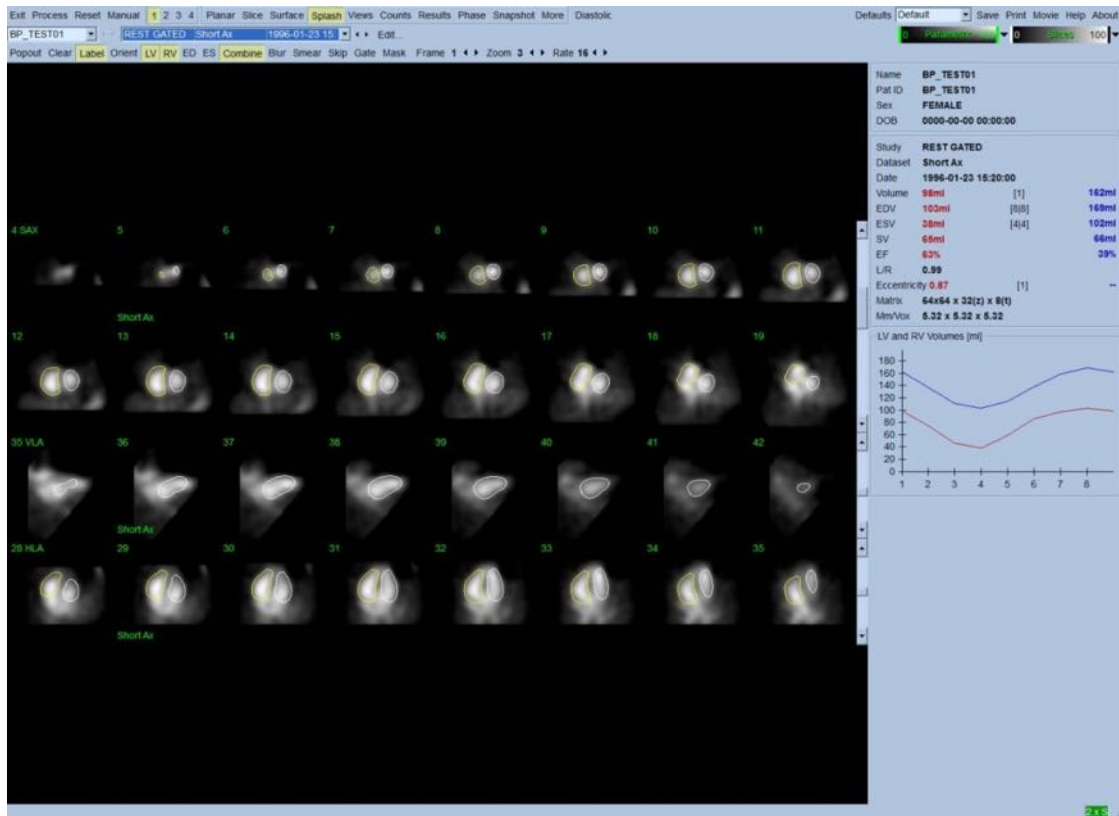 Exit Process Reset Manual 1 2 3 4 Planar Slice Surface Splash Views Counts Results Phase Snapshot More Diastolic Defaults Default Save Print Movie Help About
BP_TEST01 REST GATED Short Ax 1996-01-23 15: Edit... 0 Parametric 0 Slices 100
Popout Clear Label Orient LV RV ED ES Combine Blur Smear Skip Gate Mask Frame 1 Zoom 3 Rate 16
Name BP_TEST01
Pat ID BP_TEST01
Sex FEMALE
DOB 0000-00-00 00:00:00
Study REST GATED
Dataset Short Ax
Date 1996-01-23 15:20:00
Volume 98ml [1] 162ml
EDV 103ml [8|8] 169ml
ESV 38ml [4|4] 102ml
SV 65ml 66ml
EF 63% 39%
L/R 0.99
Eccentricity 0.87 [1] --
Matrix 64x64 x 32(z) x 8(t)
Mm/Vox 5.32 x 5.32 x 5.32
LV and RV Volumes [ml]
180
160
140
120
100
80
60
40
20
0
1 2 3 4 5 6 7 8
4 SAX 5 6 7 8 9 10 11
Short Ax
12 13 14 15 16 17 18 19
35 VLA 36 37 38 39 40 41 42
Short Ax
28 HLA 29 30 31 32 33 34 35
Short Ax
2 x S